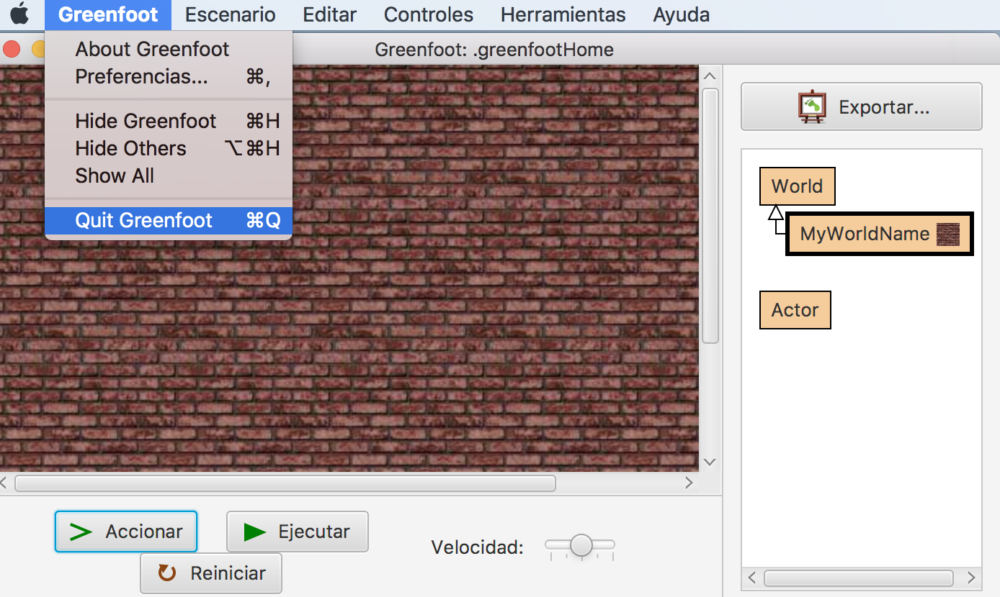 Greenfoot Escenario Editar Controles Herramientas Ayuda
Greenfoot: .greenfootHome
About Greenfoot
Preferencias... ⌘,
Hide Greenfoot ⌘H
Hide Others ⌥⌘H
Show All
Quit Greenfoot ⌘Q
Exportar...
World
MyWorldName
Actor
Accionar
Ejecutar
Reiniciar
Velocidad: